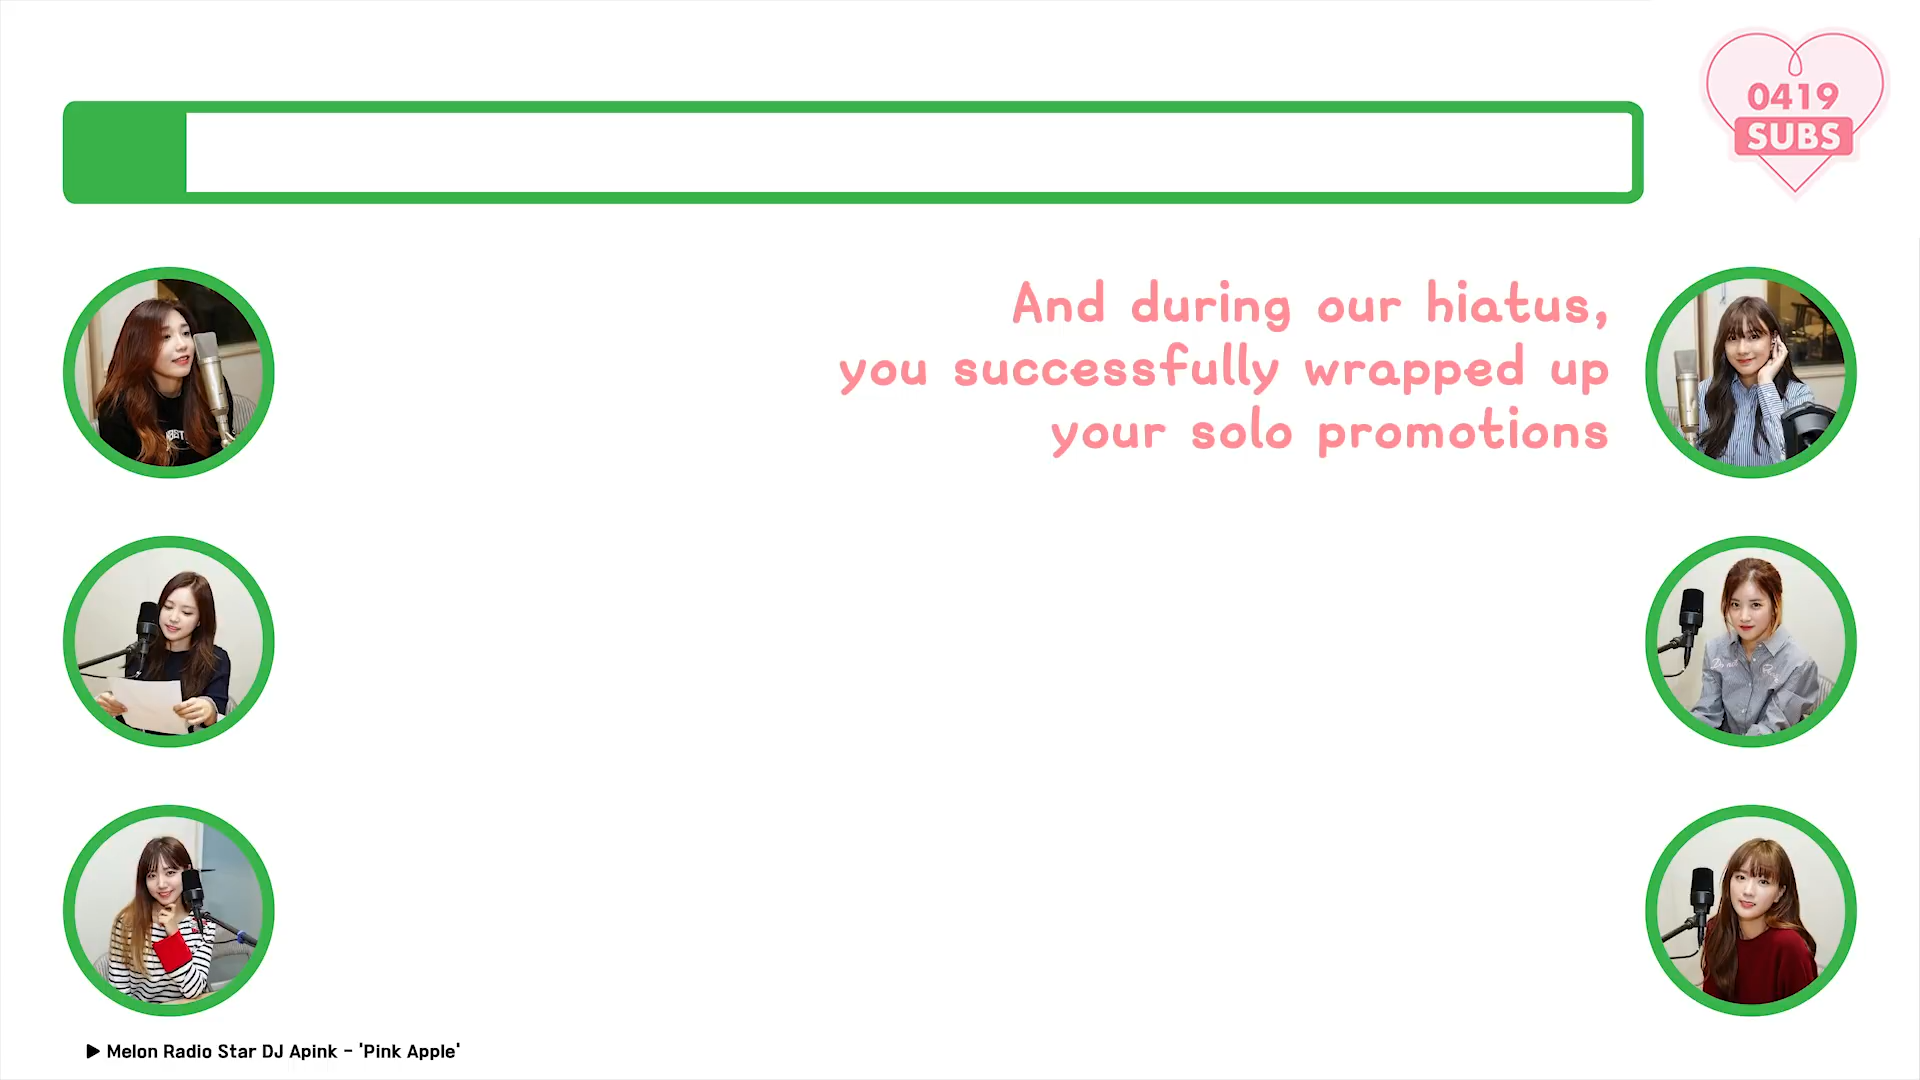 0419
SUBS
And during our hiatus,
you successfully wrapped up
your solo promotions
▶ Melon Radio Star DJ Apink - 'Pink Apple'